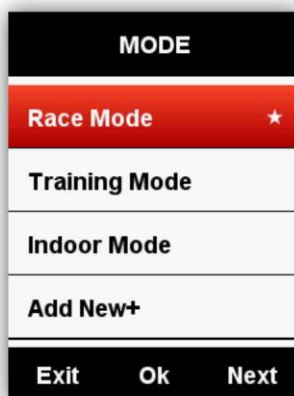 MODE
Race Mode ★
Training Mode
Indoor Mode
Add New+
Exit Ok Next